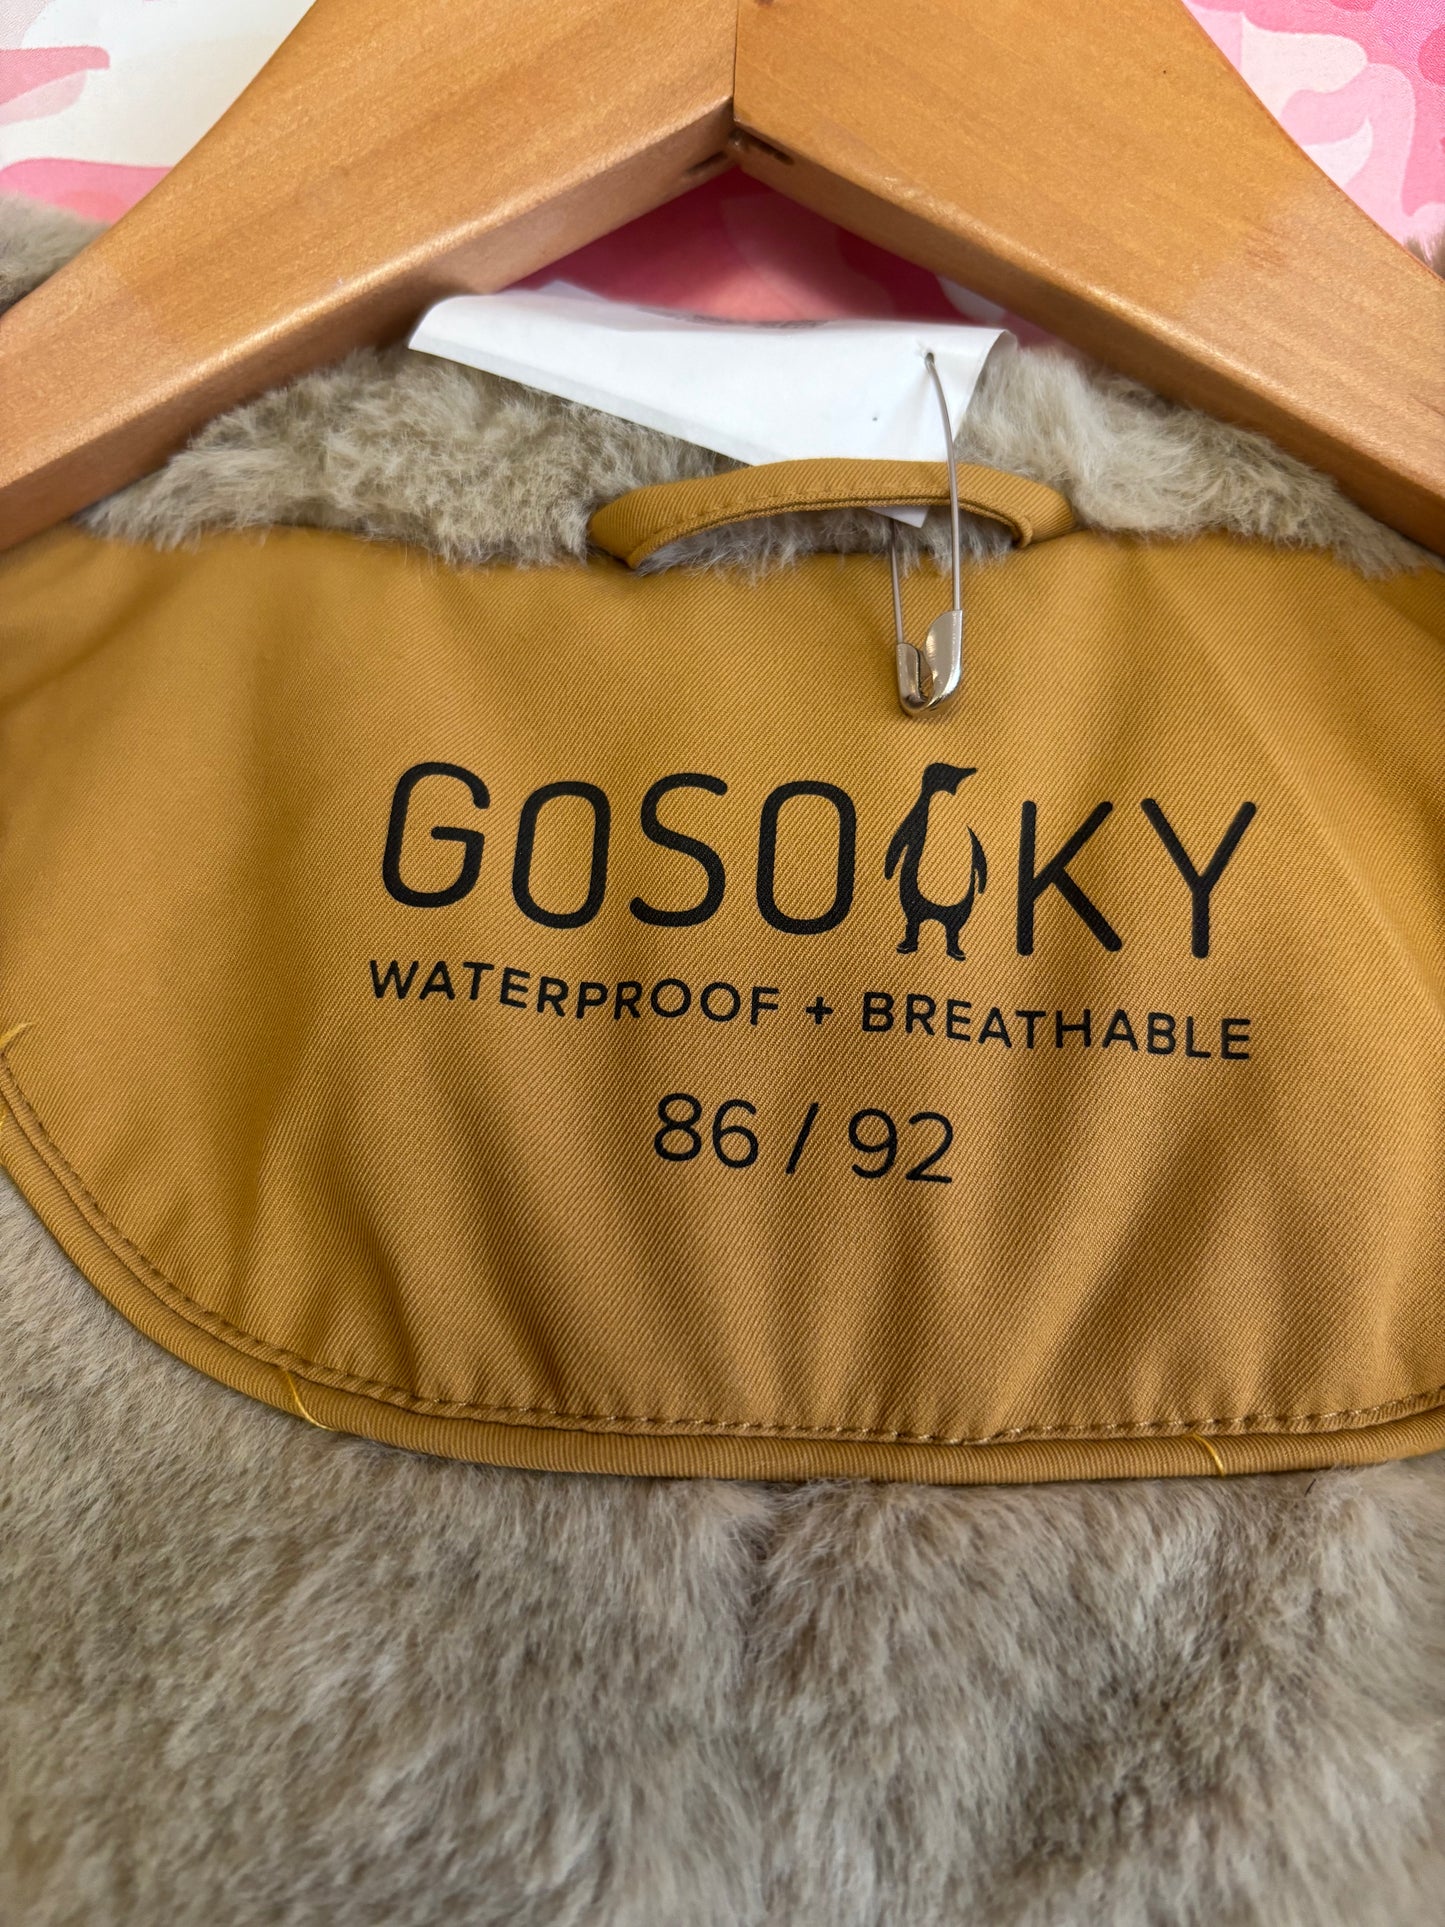 GOSOAKY
WATERPROOF + BREATHABLE
86 / 92